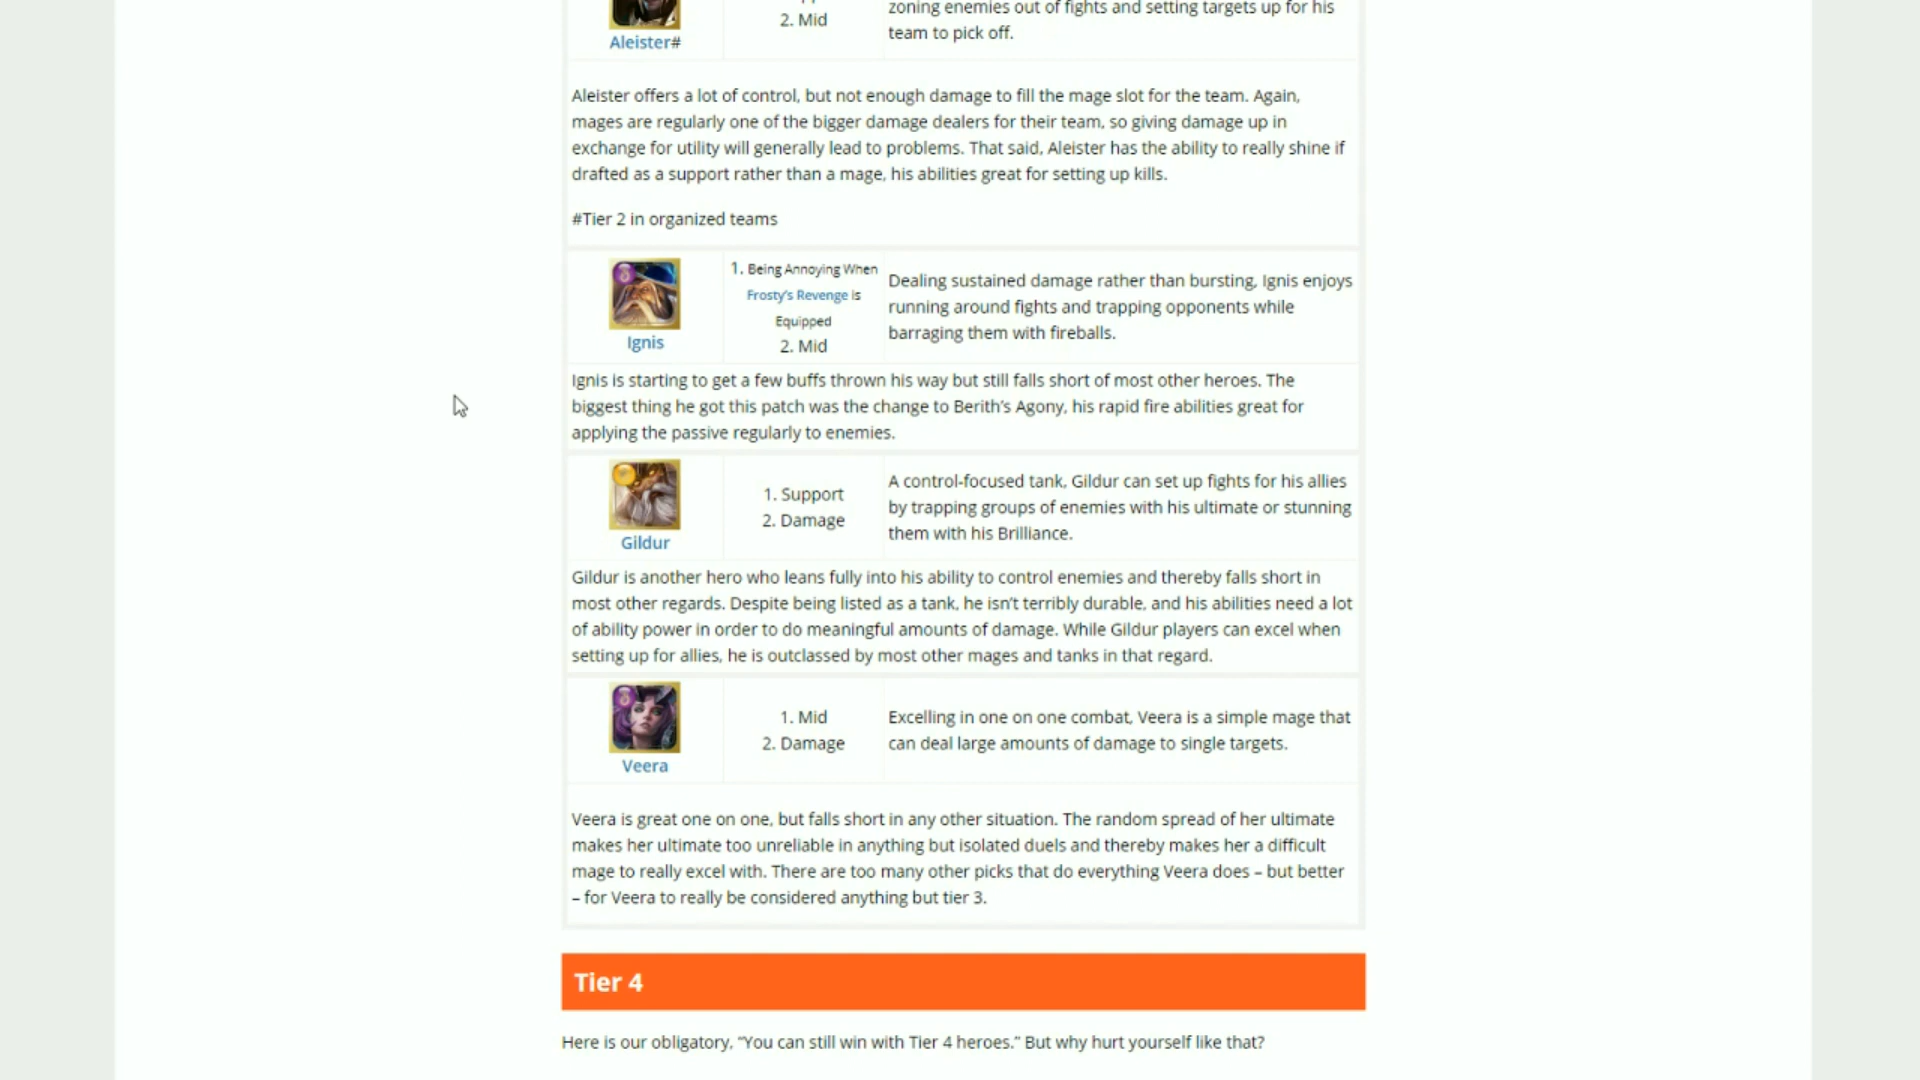 zoning enemies out of fights and setting targets up for his
2. Mid
team to pick off.
Aleister#
Aleister offers a lot of control, but not enough damage to fill the mage slot for the team. Again,
mages are regularly one of the bigger damage dealers for their team, so giving damage up in
exchange for utility will generally lead to problems. That said, Aleister has the ability to really shine if
drafted as a support rather than a mage, his abilities great for setting up kills.
#Tier 2 in organized teams
1. Being Annoying When
Frosty's Revenge is
Equipped
2. Mid
Dealing sustained damage rather than bursting, Ignis enjoys
running around fights and trapping opponents while
barraging them with fireballs.
Ignis
Ignis is starting to get a few buffs thrown his way but still falls short of most other heroes. The
biggest thing he got this patch was the change to Berith's Agony, his rapid fire abilities great for
applying the passive regularly to enemies.
1. Support
2. Damage
A control-focused tank, Gildur can set up fights for his allies
by trapping groups of enemies with his ultimate or stunning
them with his Brilliance.
Gildur
Gildur is another hero who leans fully into his ability to control enemies and thereby falls short in
most other regards. Despite being listed as a tank, he isn't terribly durable, and his abilities need a lot
of ability power in order to do meaningful amounts of damage. While Gildur players can excel when
setting up for allies, he is outclassed by most other mages and tanks in that regard.
1. Mid
2. Damage
Excelling in one on one combat, Veera is a simple mage that
can deal large amounts of damage to single targets.
Veera
Veera is great one on one, but falls short in any other situation. The random spread of her ultimate
makes her ultimate too unreliable in anything but isolated duels and thereby makes her a difficult
mage to really excel with. There are too many other picks that do everything Veera does – but better
– for Veera to really be considered anything but tier 3.
Tier 4
Here is our obligatory, "You can still win with Tier 4 heroes." But why hurt yourself like that?